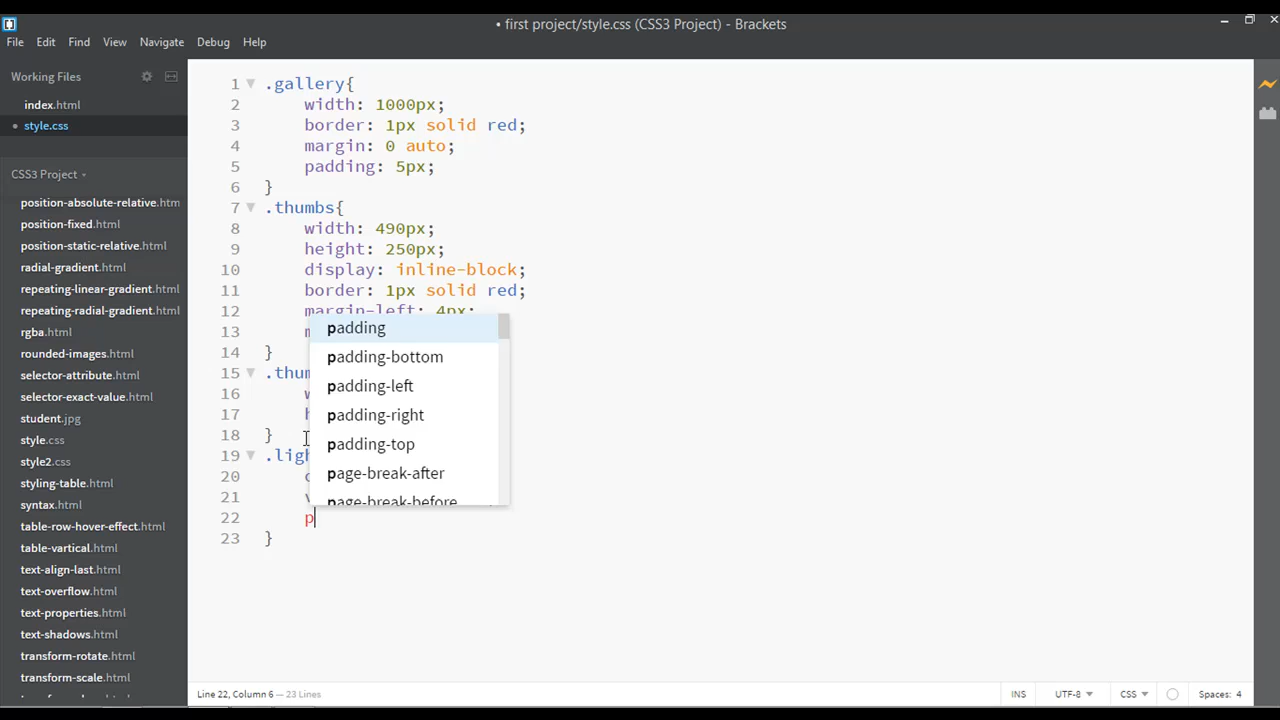 • first project/style.css (CSS3 Project) - Brackets
File Edit Find View Navigate Debug Help
Working Files
index.html
• style.css
CSS3 Project
position-absolute-relative.htm
position-fixed.html
position-static-relative.html
radial-gradient.html
repeating-linear-gradient.html
repeating-radial-gradient.html
rgba.html
rounded-images.html
selector-attribute.html
selector-exact-value.html
student.jpg
style.css
style2.css
styling-table.html
syntax.html
table-row-hover-effect.html
table-vartical.html
text-align-last.html
text-overflow.html
text-properties.html
text-shadows.html
transform-rotate.html
transform-scale.html
1 .gallery{
2 width: 1000px;
3 border: 1px solid red;
4 margin: 0 auto;
5 padding: 5px;
6 }
7 .thumbs{
8 width: 490px;
9 height: 250px;
10 display: inline-block;
11 border: 1px solid red;
12 margin-left: 4px;
13 m
14 }
15 .thum
16 w
17 h
18 }
19 .ligh
20
21 v
22 p
23 }
padding
padding-bottom
padding-left
padding-right
padding-top
page-break-after
page-break-before
Line 22, Column 6 — 23 Lines
INS UTF-8 CSS Spaces: 4